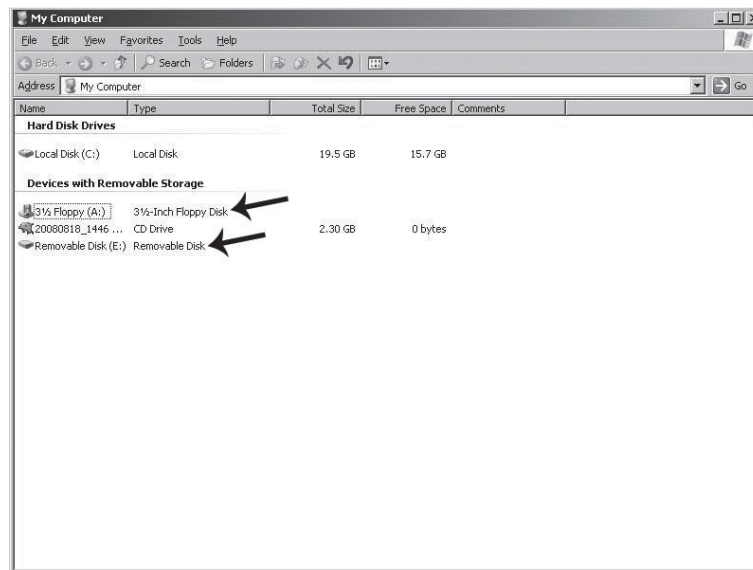 My Computer
File Edit View Favorites Tools Help
Back Search Folders
Address My Computer Go
Name Type Total Size Free Space Comments
Hard Disk Drives
Local Disk (C:) Local Disk 19.5 GB 15.7 GB
Devices with Removable Storage
3½ Floppy (A:) 3½-Inch Floppy Disk
20080818_1446 ... CD Drive 2.30 GB 0 bytes
Removable Disk (E:) Removable Disk